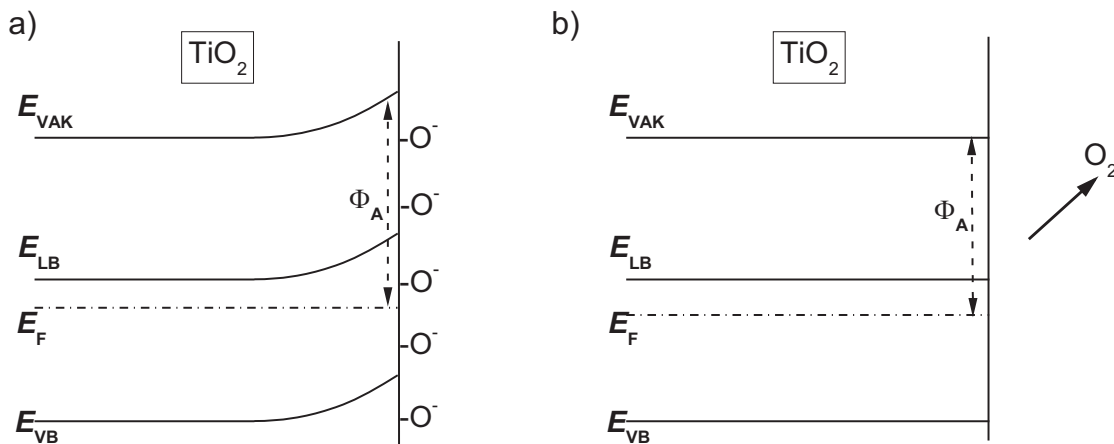 a)
TiO₂
E_VAK
Φ_A
E_LB
E_F
E_VB
-O⁻
-O⁻
-O⁻
-O⁻
-O⁻
b)
TiO₂
E_VAK
Φ_A
E_LB
E_F
E_VB
O₂